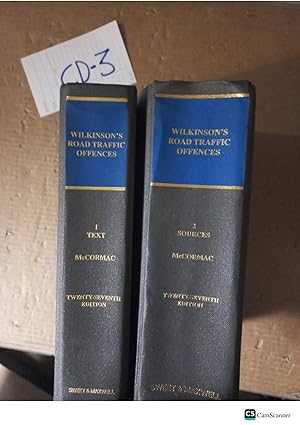 CD-3
WILKINSON'S
ROAD TRAFFIC
OFFENCES
1
TEXT
McCORMAC
TWENTY-SEVENTH
EDITION
SWEET & MAXWELL
WILKINSON'S
ROAD TRAFFIC
OFFENCES
2
SOURCES
McCORMAC
TWENTY-SEVENTH
EDITION
SWEET & MAXWELL
CS CamScanner